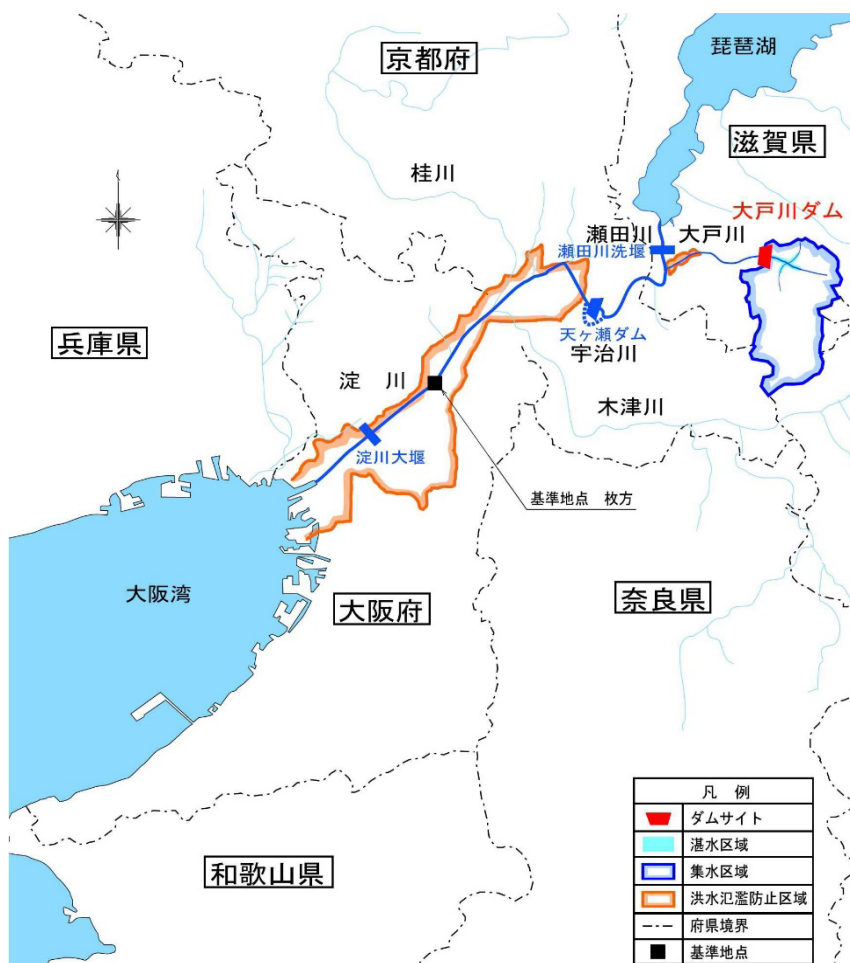 京都府
琵琶湖
滋賀県
桂川
大戸川ダム
瀬田川
大戸川
瀬田川洗堰
天ヶ瀬ダム
宇治川
兵庫県
淀 川
木津川
淀川大堰
基準地点 枚方
大阪湾
大阪府
奈良県
和歌山県
凡 例
ダムサイト
湛水区域
集水区域
洪水氾濫防止区域
府県境界
基準地点